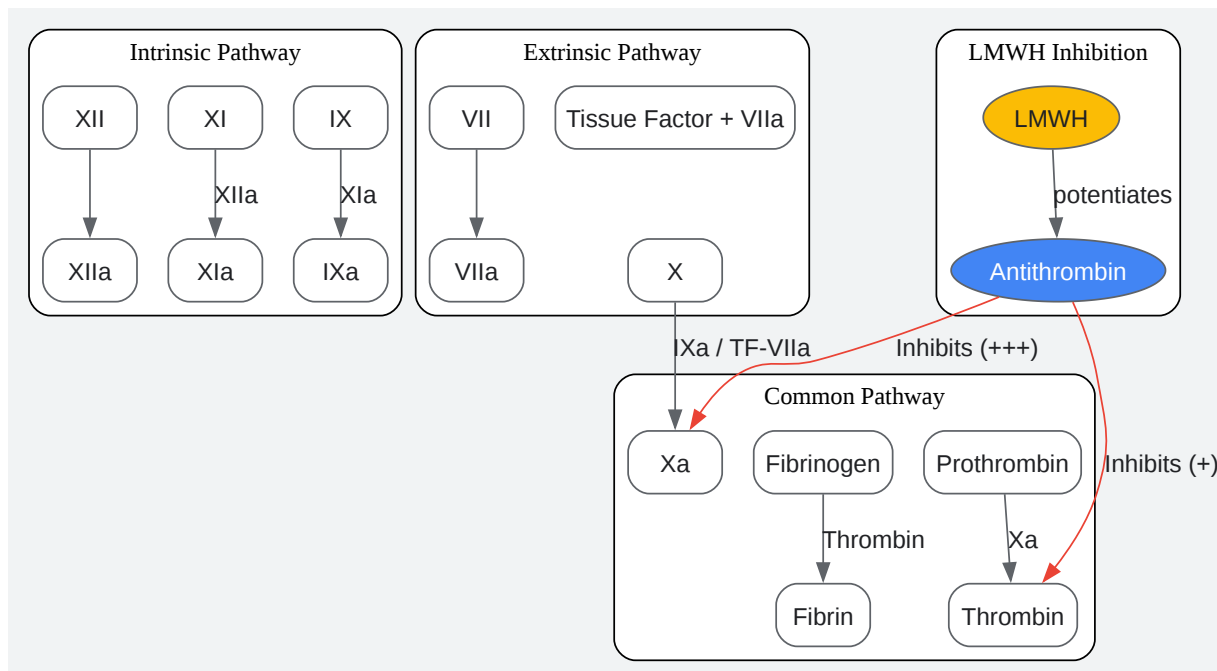 Intrinsic Pathway
Extrinsic Pathway
LMWH Inhibition
XII
XI
IX
VII
Tissue Factor + VIIa
LMWH
XIIa
XIa
potentiates
XIIa
XIa
IXa
VIIa
X
Antithrombin
IXa / TF-VIIa
Inhibits (+++)
Common Pathway
Xa
Fibrinogen
Prothrombin
Inhibits (+)
Thrombin
Xa
Fibrin
Thrombin